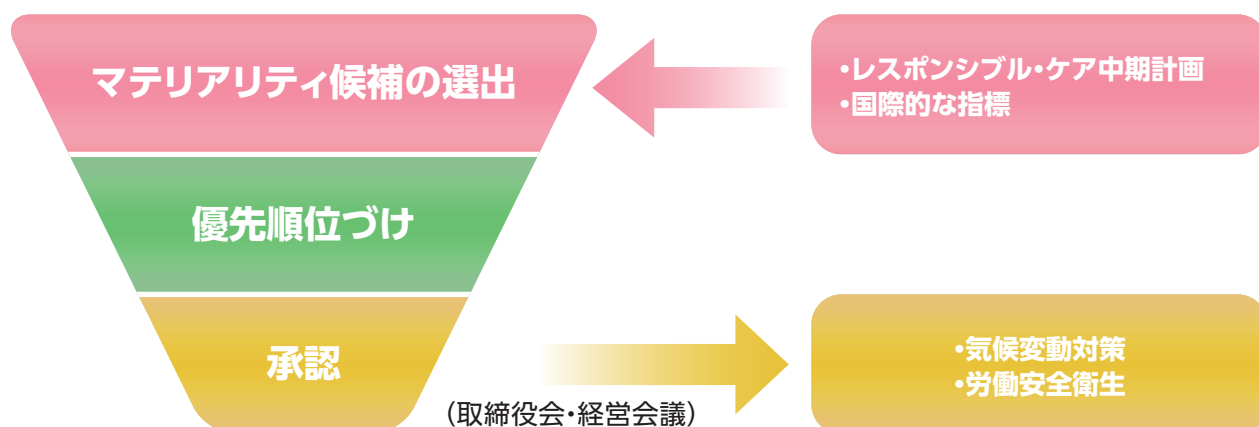 マテリアリティ候補の選出
・レスポンシブル・ケア中期計画
・国際的な指標
優先順位づけ
承認
（取締役会・経営会議）
・気候変動対策
・労働安全衛生